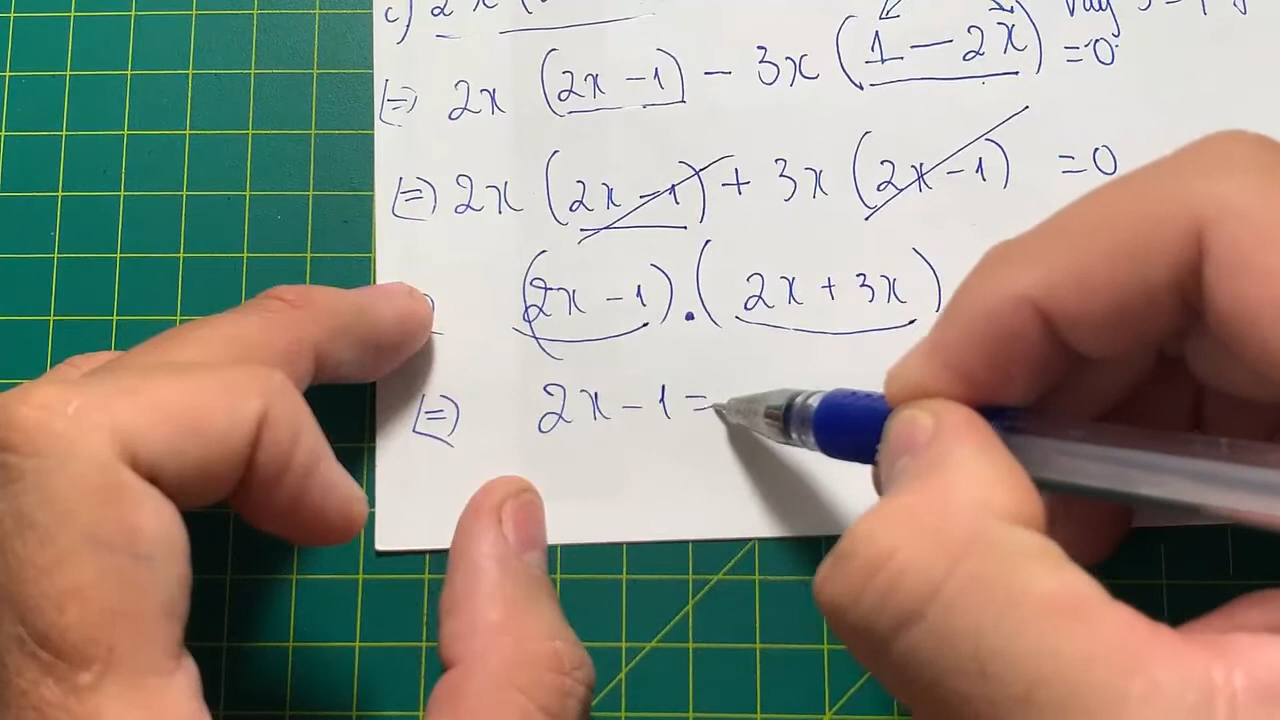 c) 2x (
⇔ 2x (2x - 1) - 3x (1 - 2x) = 0
⇔ 2x (2x - 1) + 3x (2x - 1) = 0
(2x - 1) . (2x + 3x)
⇔ 2x - 1 =